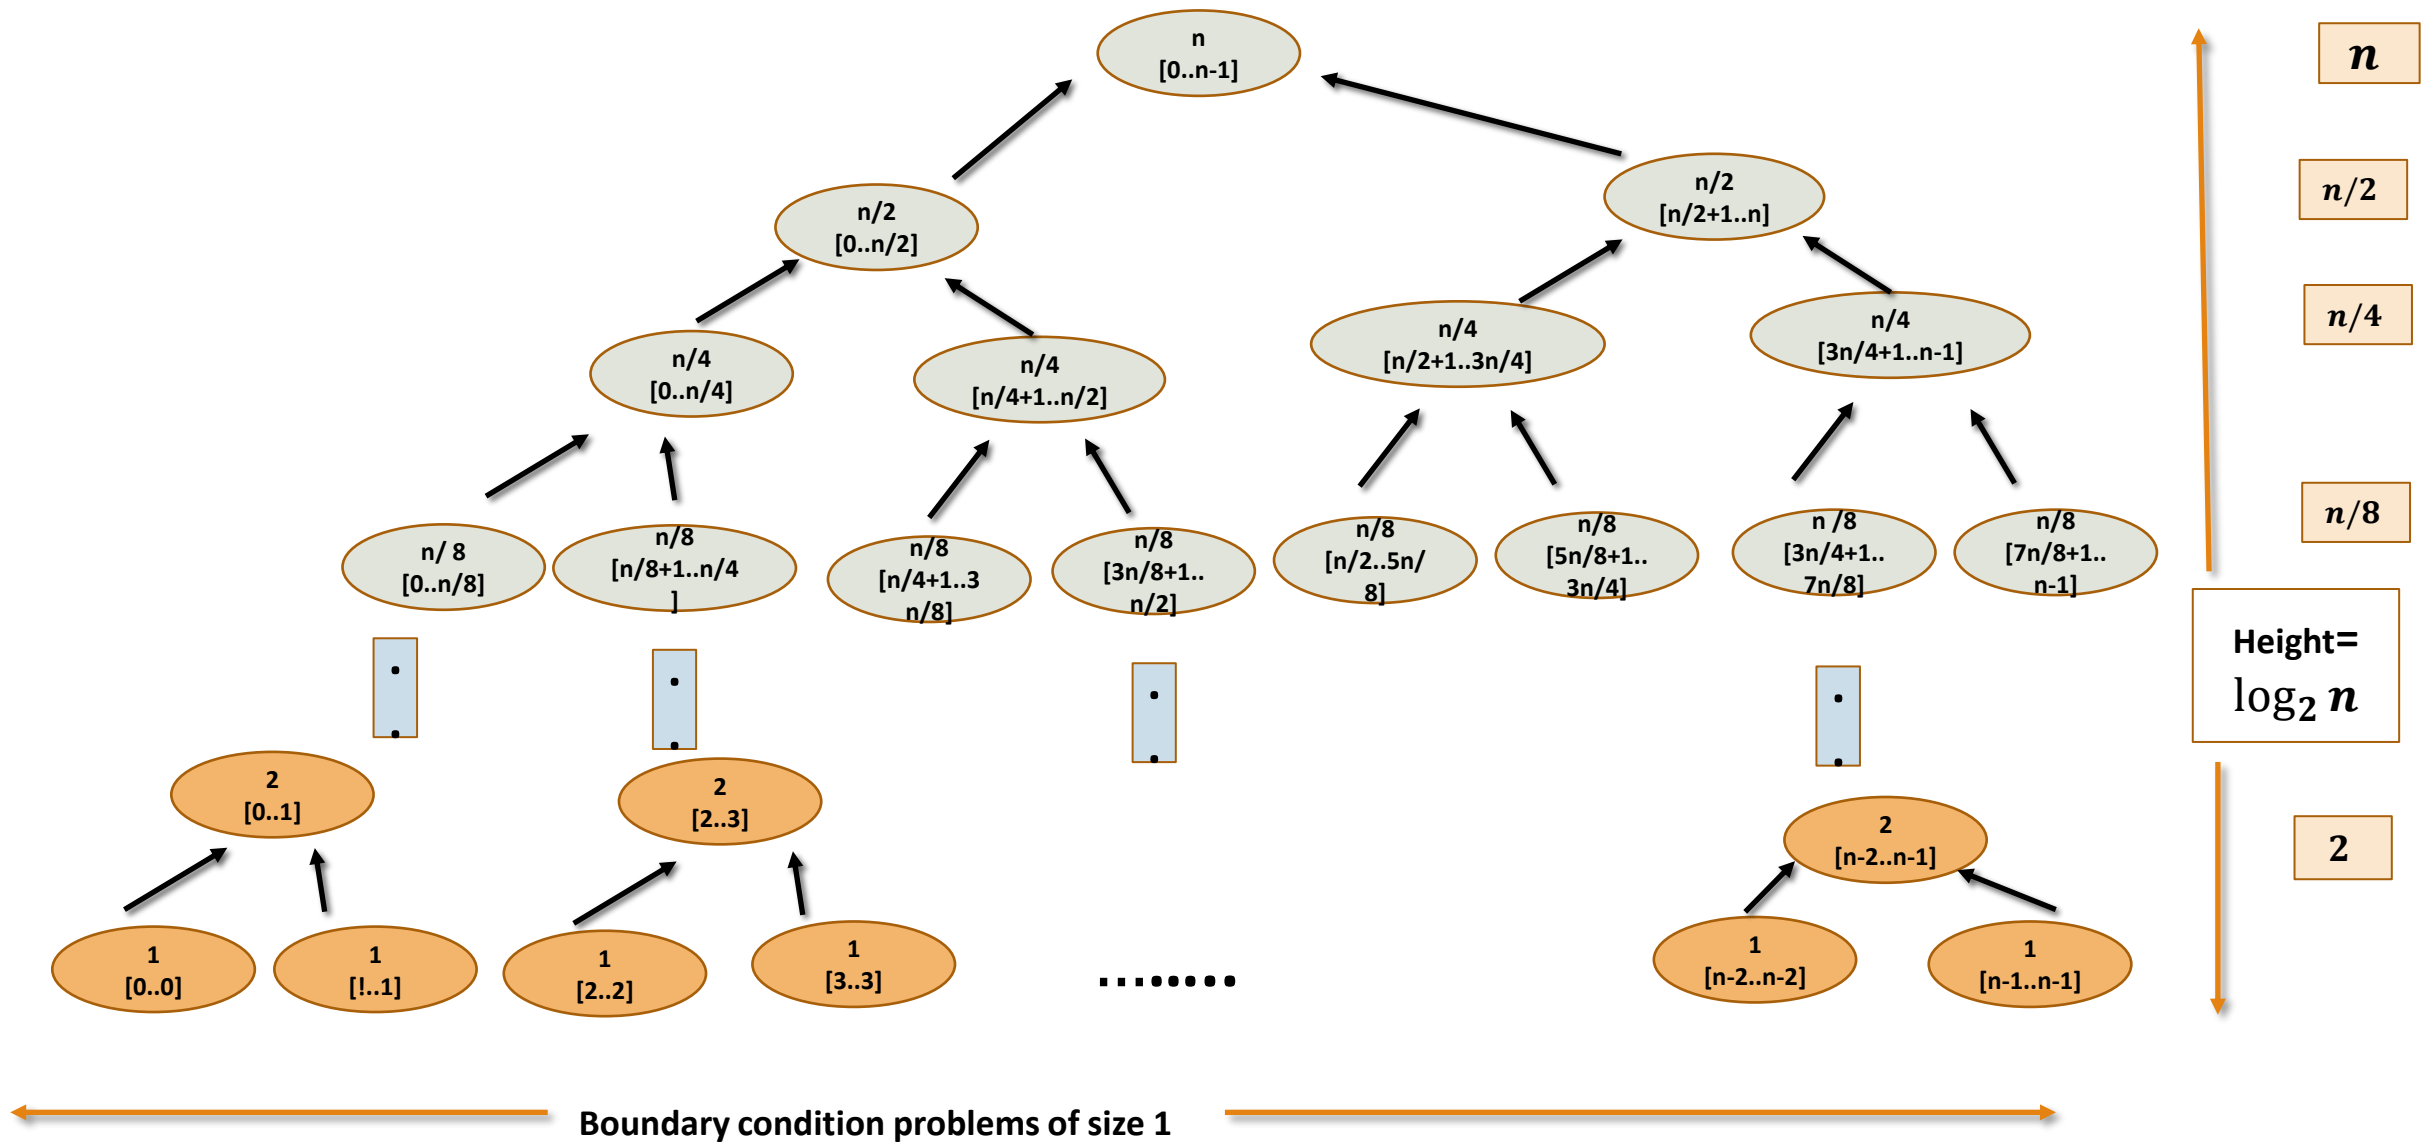 n
[0..n-1]
n
n/2
[0..n/2]
n/2
[n/2+1..n]
n/2
n/4
[0..n/4]
n/4
[n/4+1..n/2]
n/4
[n/2+1..3n/4]
n/4
[3n/4+1..n-1]
n/4
n/ 8
[0..n/8]
n/8
[n/8+1..n/4
]
n/8
[n/4+1..3
n/8]
n/8
[3n/8+1..
n/2]
n/8
[n/2..5n/
8]
n/8
[5n/8+1..
3n/4]
n /8
[3n/4+1..
7n/8]
n/8
[7n/8+1..
n-1]
n/8
Height=
log₂ n
2
[0..1]
2
[2..3]
2
[n-2..n-1]
2
1
[0..0]
1
[!..1]
1
[2..2]
1
[3..3]
........
1
[n-2..n-2]
1
[n-1..n-1]
Boundary condition problems of size 1